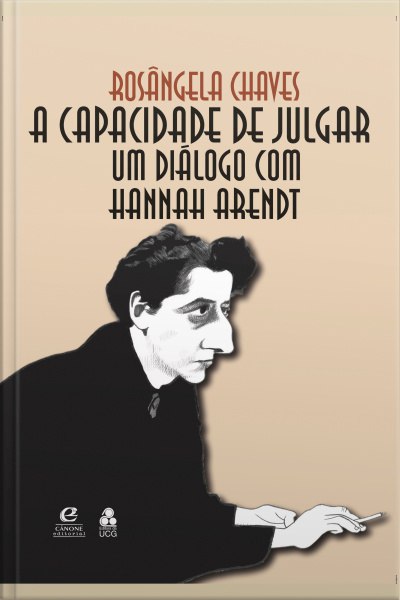 ROSÂNGELA CHAVES
A CAPACIDADE DE JULGAR
UM DIÁLOGO COM
HANNAH ARENDT
CÂNONE
editorial
UCG